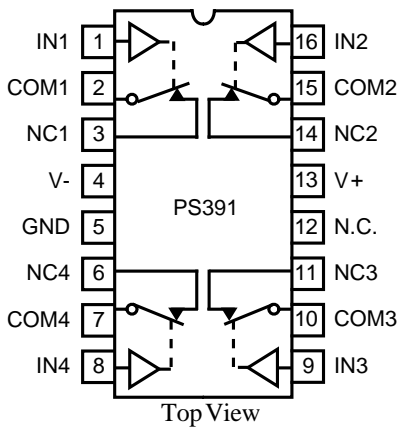 IN1 1 16 IN2
COM1 2 15 COM2
NC1 3 14 NC2
V- 4 13 V+
PS391
GND 5 12 N.C.
NC4 6 11 NC3
COM4 7 10 COM3
IN4 8 9 IN3
Top View